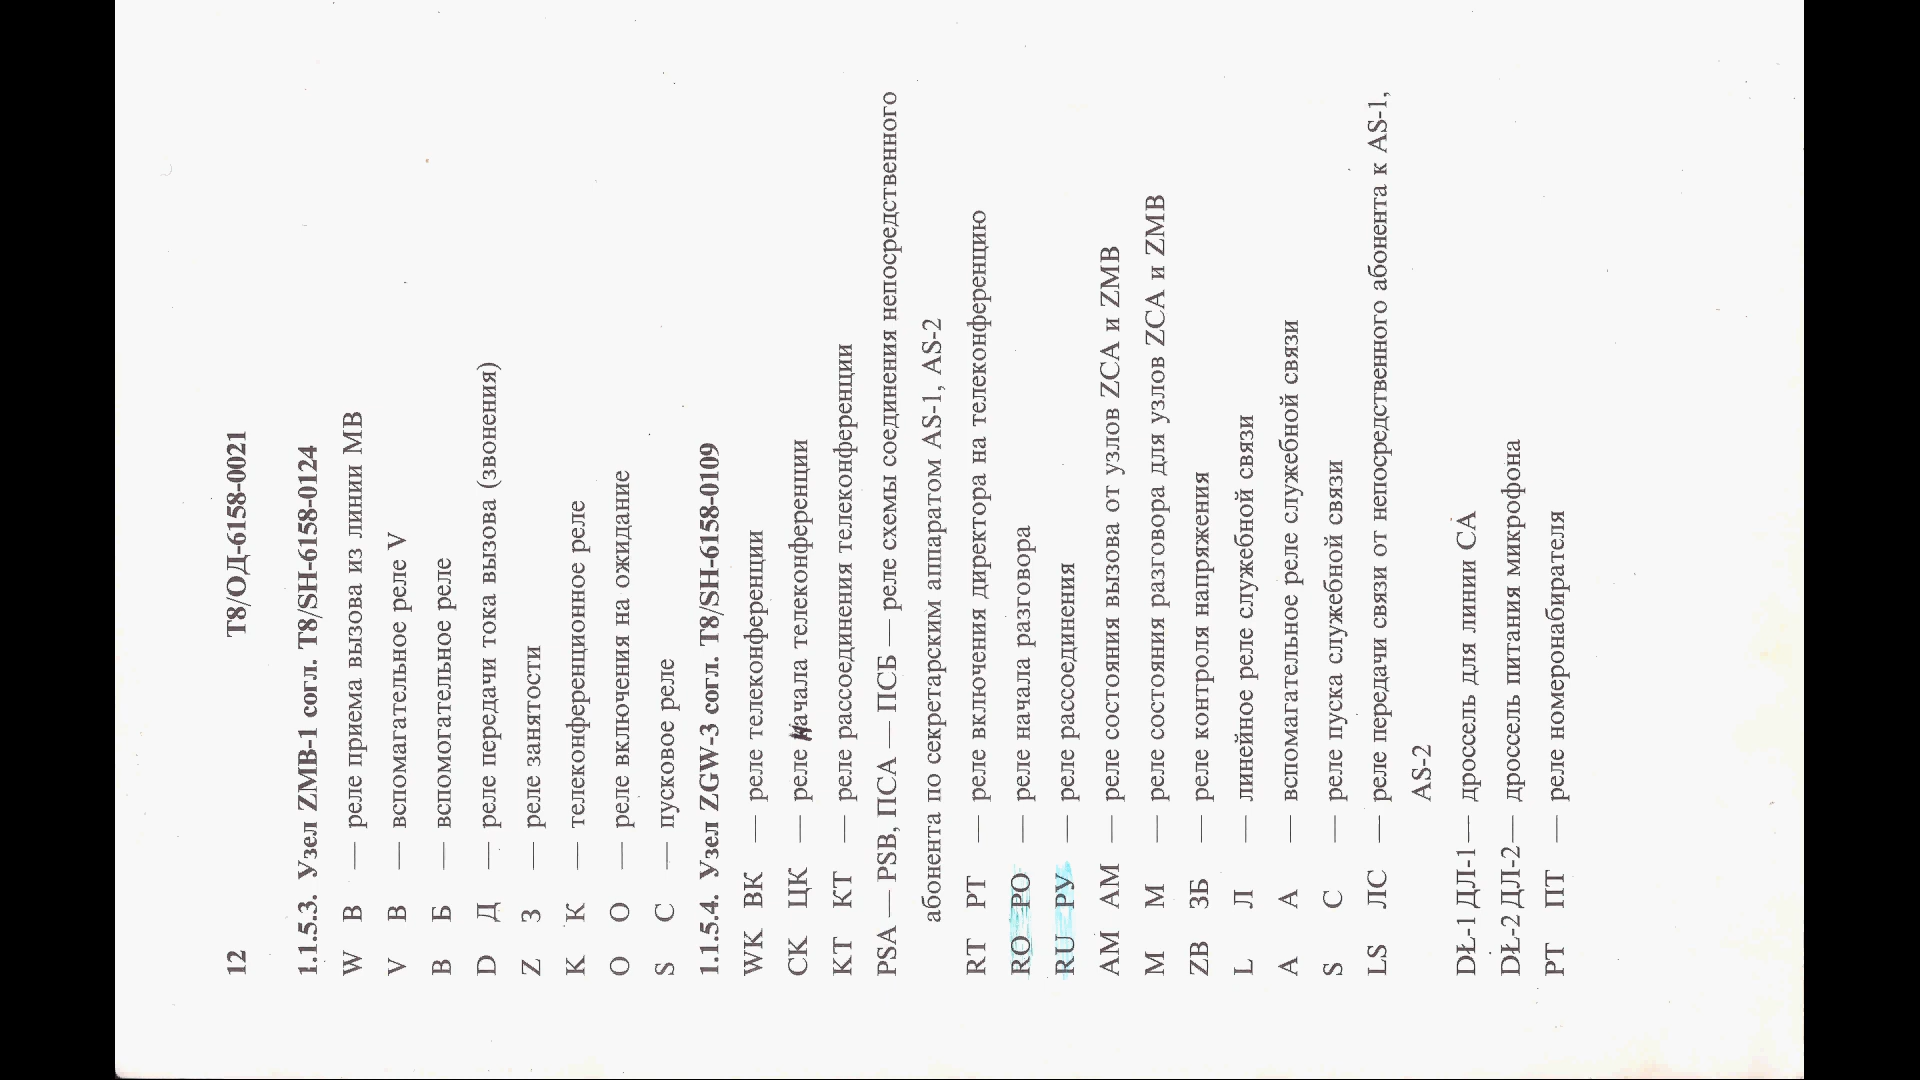 12 Т8/ОД-6158-0021
1.1.5.3. Узел ZMB-1 согл. T8/SH-6158-0124
W В — реле приема вызова из линии МВ
V В — вспомагательное реле V
B Б — вспомогательное реле
D Д — реле передачи тока вызова (звонения)
Z З — реле занятости
K К — телеконференционное реле
O О — реле включения на ожидание
S С — пусковое реле
1.1.5.4. Узел ZGW-3 согл. T8/SH-6158-0109
WK ВК — реле телеконференции
CK ЦК — реле начала телеконференции
KT КТ — реле рассоединения телеконференции
PSA — PSB, ПСА — ПСБ — реле схемы соединения непосредственного
абонента по секретарским аппаратом AS-1, AS-2
RT РТ — реле включения директора на телеконференцию
RO РО — реле начала разговора
RU РУ — реле рассоединения
AM АМ — реле состояния вызова от узлов ZCA и ZMB
M М — реле состояния разговора для узлов ZCA и ZMB
ZB ЗБ — реле контроля напряжения
L Л — линейное реле служебной связи
A А — вспомагательное реле служебной связи
S С — реле пуска служебной связи
LS ЛС — реле передачи связи от непосредственного абонента к AS-1,
AS-2
DŁ-1 ДЛ-1 — дроссель для линии СА
DŁ-2 ДЛ-2 — дроссель питания микрофона
PT ПТ — реле номеронабирателя